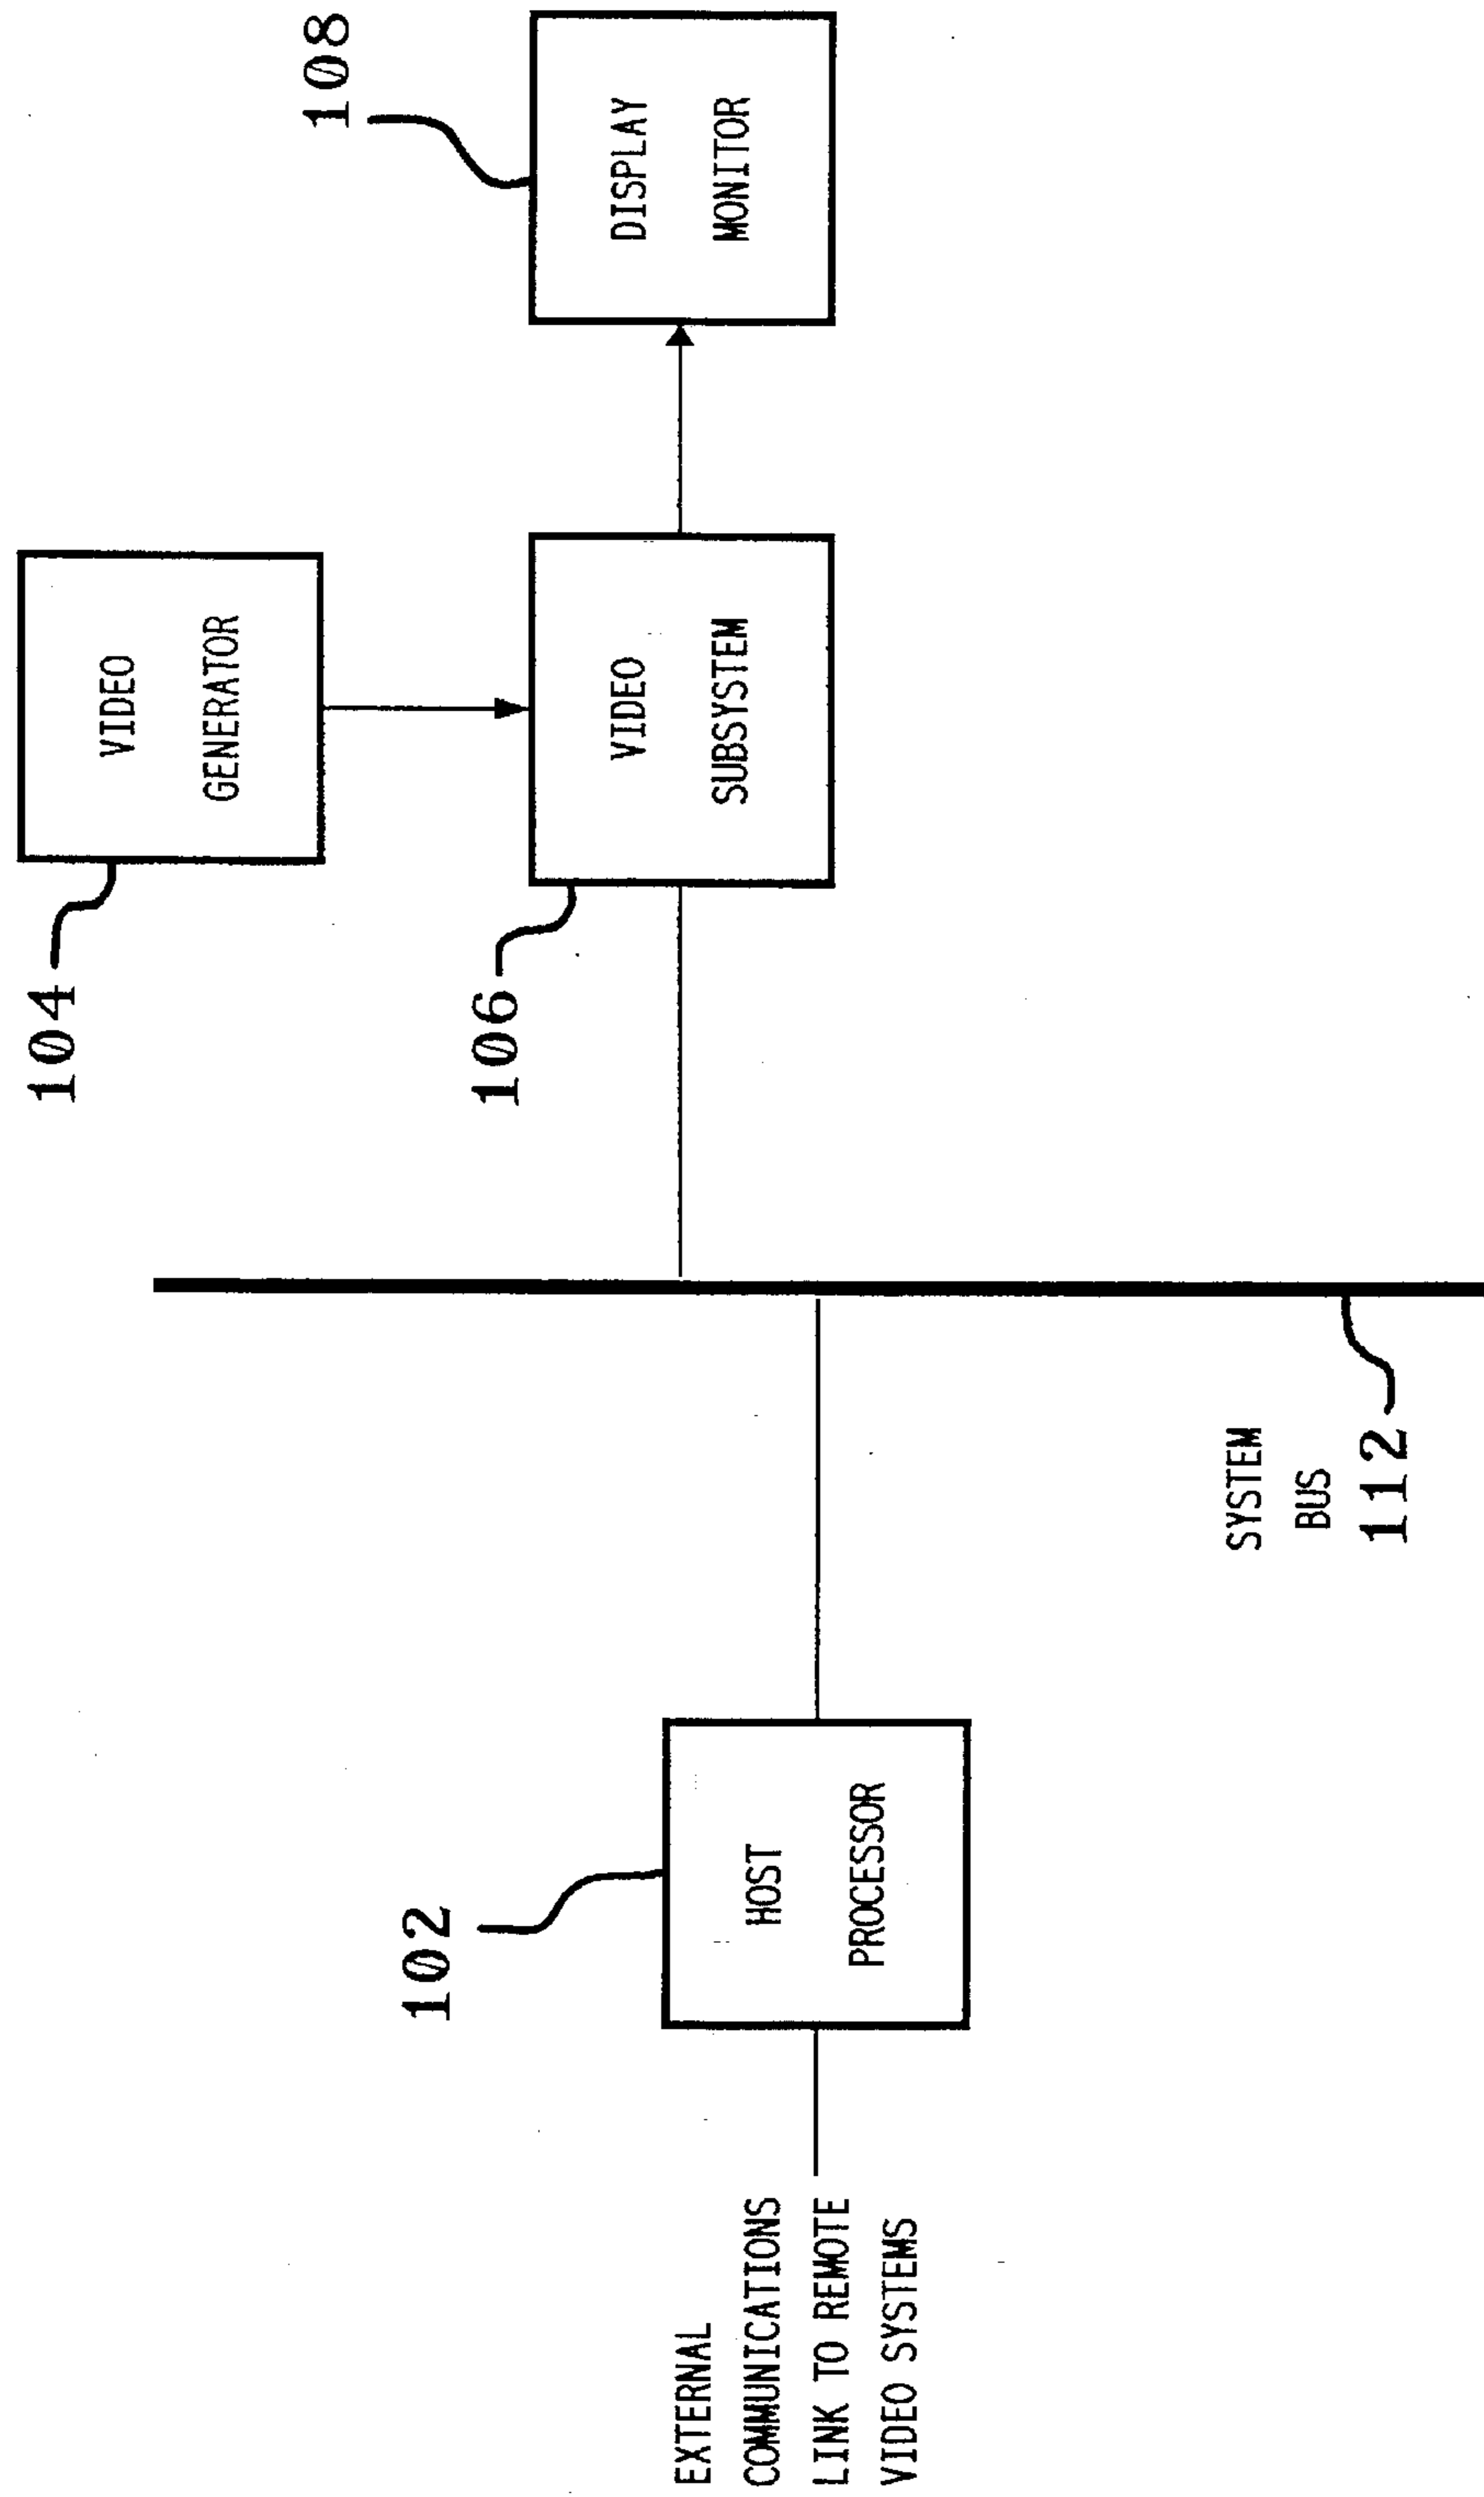 104
VIDEO
GENERATOR
108
102
106
EXTERNAL
COMMUNICATIONS
LINK TO REMOTE
VIDEO SYSTEMS
HOST
PROCESSOR
VIDEO
SUBSYSTEM
DISPLAY
MONITOR
SYSTEM
BUS
112